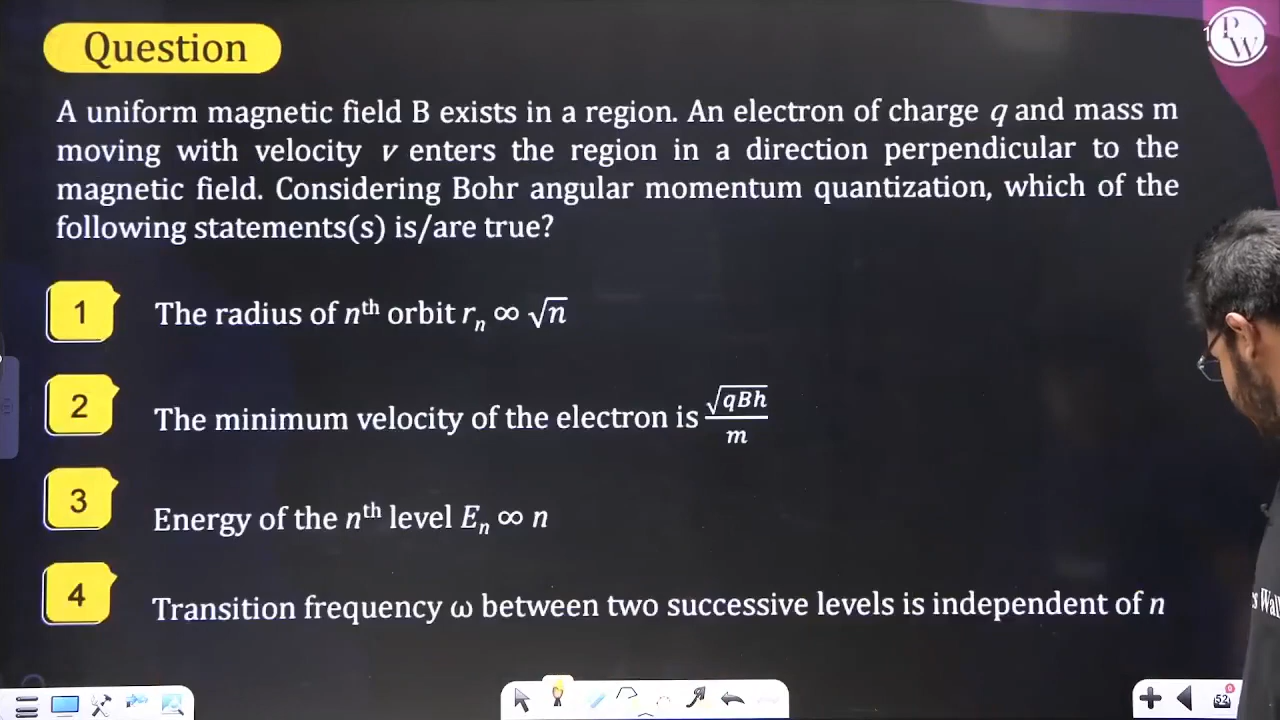 Question
PW
A uniform magnetic field B exists in a region. An electron of charge q and mass m
moving with velocity v enters the region in a direction perpendicular to the
magnetic field. Considering Bohr angular momentum quantization, which of the
following statements(s) is/are true?
1
The radius of nᵗʰ orbit rₙ ∞ √n
2
The minimum velocity of the electron is √qBh/m
3
Energy of the nᵗʰ level Eₙ ∞ n
4
Transition frequency ω between two successive levels is independent of n
52